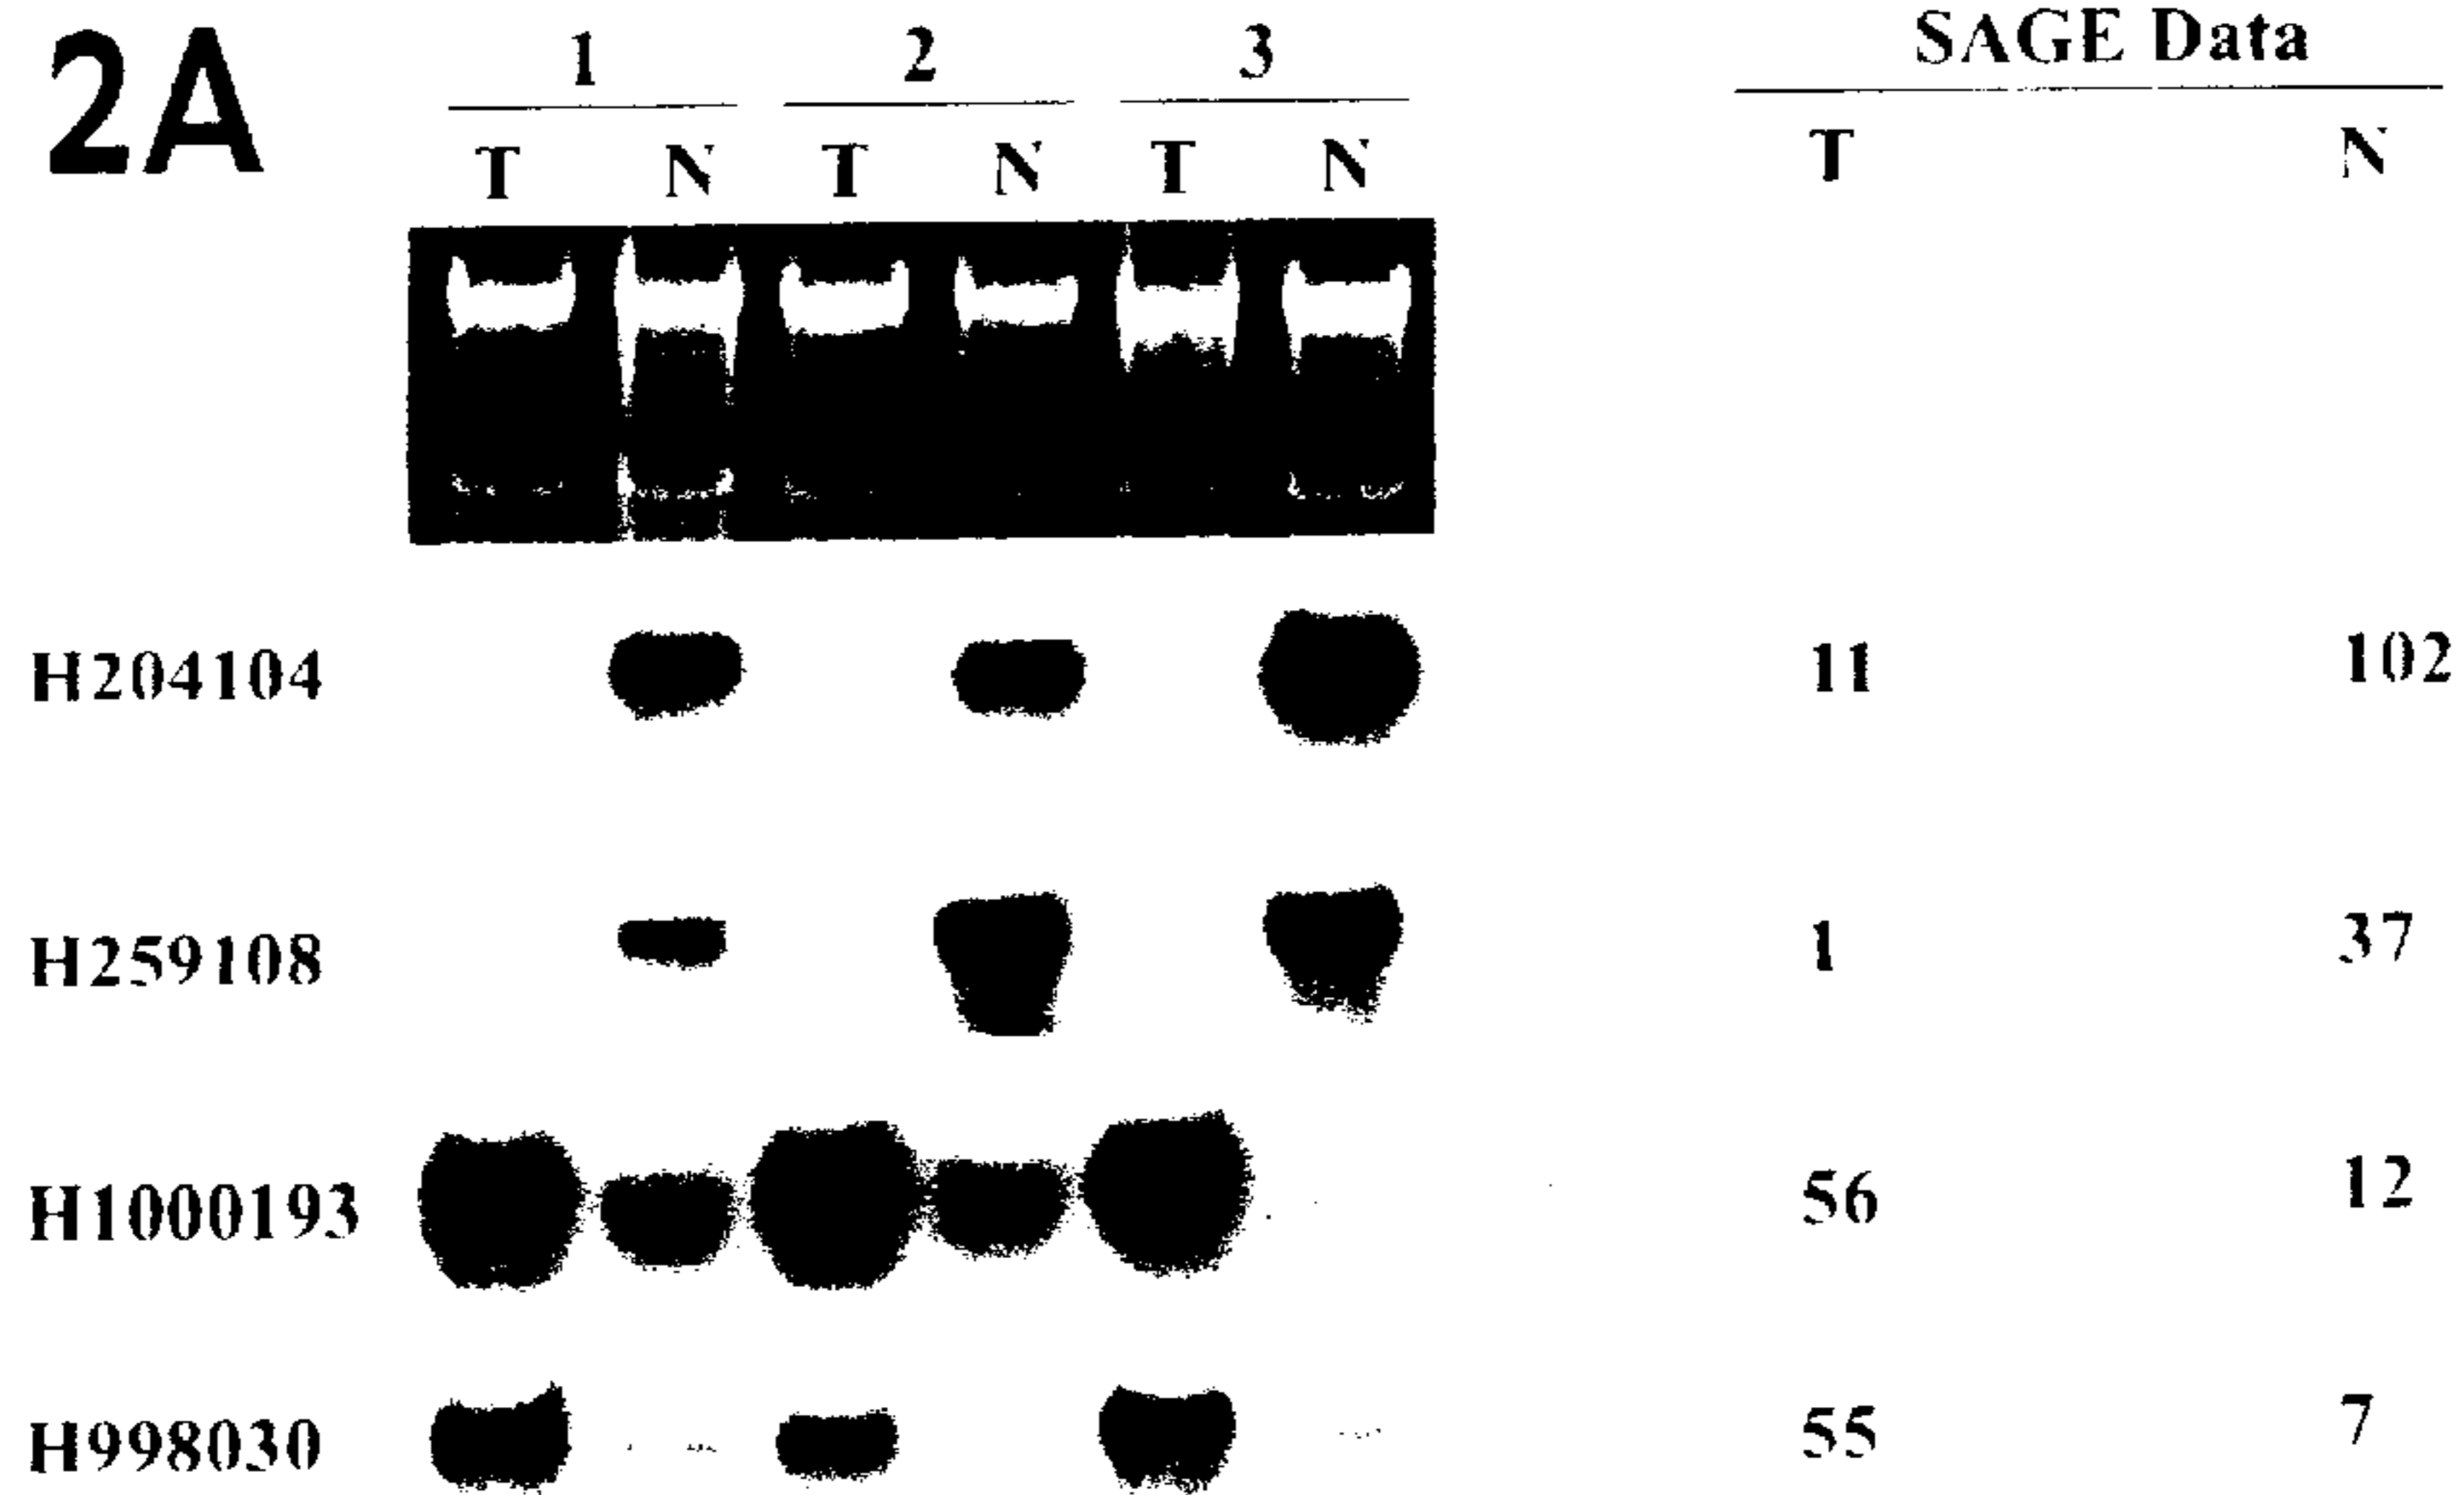 2A
1 2 3 SAGE Data
T N T N T N T N
H204104 11 102
H259108 1 37
H1000193 56 12
H998030 55 7